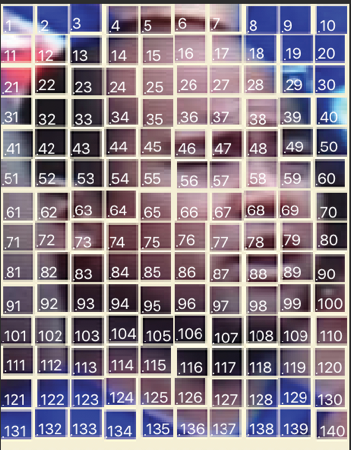 1 2 .3 .4 .5 .6 .7 .8 .9 .10
11 12 .13 .14 .15 .16 .17 .18 .19 .20
.21 .22 .23 .24 .25 .26 .27 .28 .29 .30
.31 .32 .33 .34 .35 .36 .37 .38 .39 .40
.41 .42 .43 .44 .45 .46 .47 .48 .49 .50
.51 .52 .53 .54 .55 .56 .57 .58 .59 .60
.61 .62 .63 .64 .65 .66 .67 .68 .69 .70
.71 .72 .73 .74 .75 .76 .77 .78 .79 .80
.81 .82 .83 .84 .85 .86 .87 .88 .89 .90
.91 .92 .93 .94 .95 .96 .97 .98 .99 .100
.101 .102 .103 .104 .105 .106 .107 .108 .109 .110
.111 .112 .113 .114 .115 .116 .117 .118 .119 .120
.121 .122 .123 .124 .125 .126 .127 .128 .129 .130
.131 .132 .133 .134 .135 .136 .137 .138 .139 .140